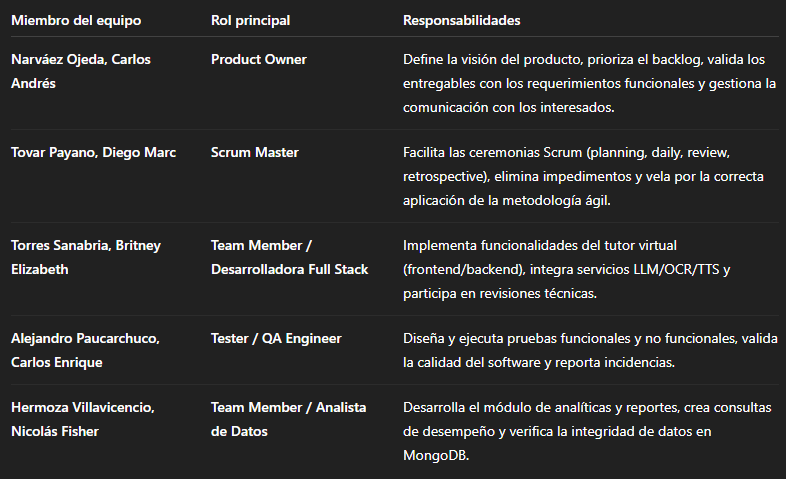 Miembro del equipo Rol principal Responsabilidades
Narváez Ojeda, Carlos Product Owner Define la visión del producto, prioriza el backlog, valida los
Andrés entregables con los requerimientos funcionales y gestiona la
comunicación con los interesados.
Tovar Payano, Diego Marc Scrum Master Facilita las ceremonias Scrum (planning, daily, review,
retrospective), elimina impedimentos y vela por la correcta
aplicación de la metodología ágil.
Torres Sanabria, Britney Team Member / Implementa funcionalidades del tutor virtual
Elizabeth Desarrolladora Full Stack (frontend/backend), integra servicios LLM/OCR/TTS y
participa en revisiones técnicas.
Alejandro Paucarchuco, Tester / QA Engineer Diseña y ejecuta pruebas funcionales y no funcionales, valida
Carlos Enrique la calidad del software y reporta incidencias.
Hermoza Villavicencio, Team Member / Analista Desarrolla el módulo de analíticas y reportes, crea consultas
Nicolás Fisher de Datos de desempeño y verifica la integridad de datos en
MongoDB.